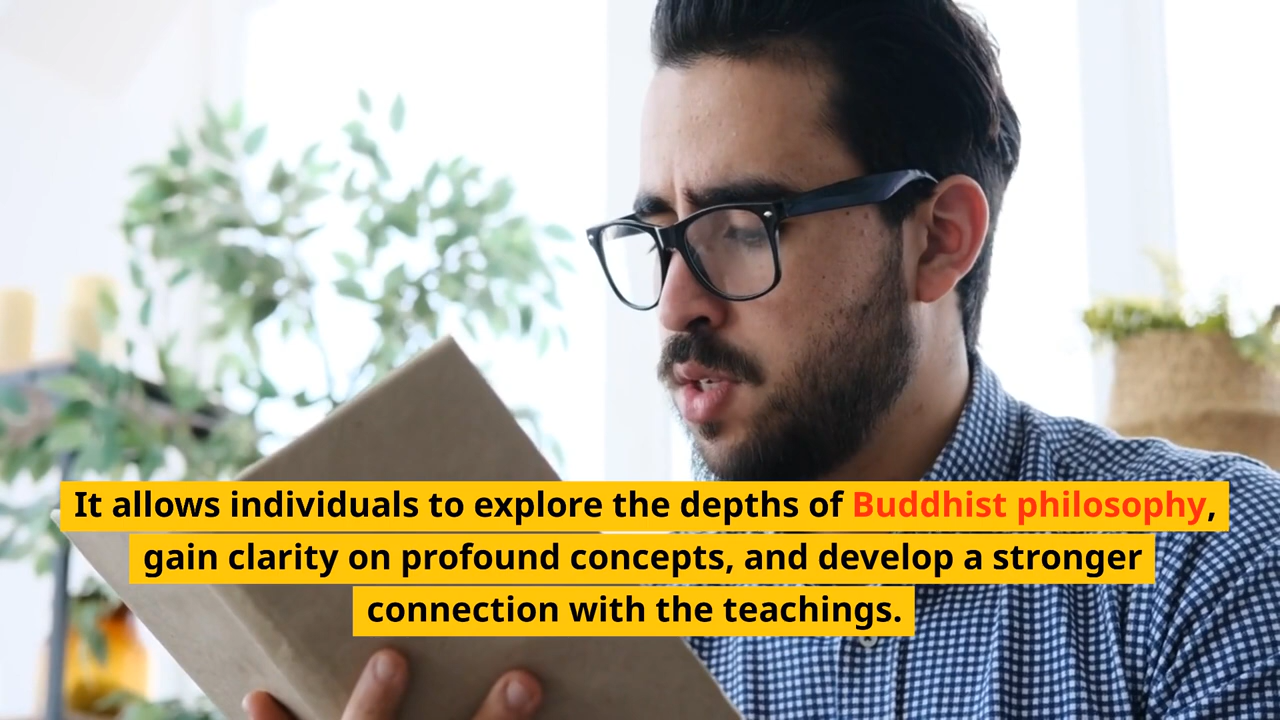 It allows individuals to explore the depths of Buddhist philosophy,
gain clarity on profound concepts, and develop a stronger
connection with the teachings.